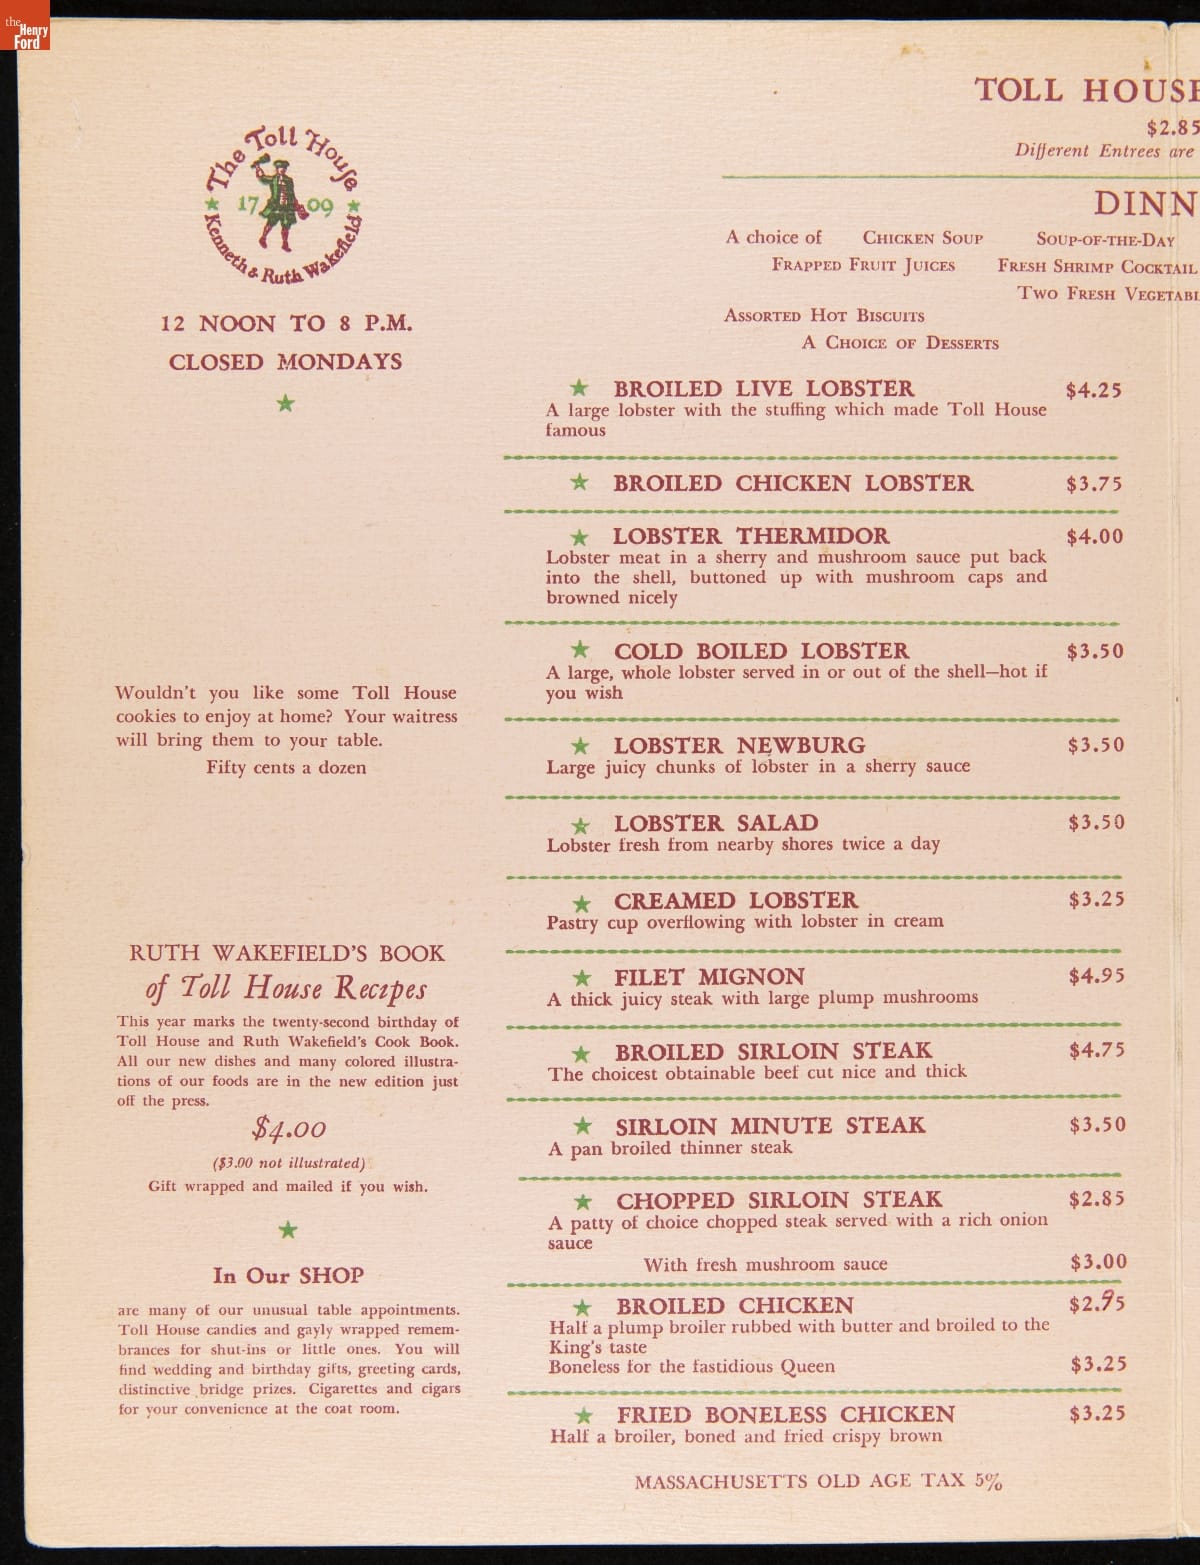 the
Henry
Ford
The Toll House
1709
Kenneth & Ruth Wakefield
12 NOON TO 8 P.M.
CLOSED MONDAYS
Wouldn't you like some Toll House
cookies to enjoy at home? Your waitress
will bring them to your table.
Fifty cents a dozen
RUTH WAKEFIELD'S BOOK
of Toll House Recipes
This year marks the twenty-second birthday of
Toll House and Ruth Wakefield's Cook Book.
All our new dishes and many colored illustra-
tions of our foods are in the new edition just
off the press.
$4.00
($3.00 not illustrated)
Gift wrapped and mailed if you wish.
In Our SHOP
are many of our unusual table appointments.
Toll House candies and gayly wrapped remem-
brances for shut-ins or little ones. You will
find wedding and birthday gifts, greeting cards,
distinctive bridge prizes. Cigarettes and cigars
for your convenience at the coat room.
TOLL HOUSE
$2.85
Different Entrees are
DINN
A choice of CHICKEN SOUP SOUP-OF-THE-DAY
FRAPPED FRUIT JUICES FRESH SHRIMP COCKTAIL
TWO FRESH VEGETABL
ASSORTED HOT BISCUITS
A CHOICE OF DESSERTS
BROILED LIVE LOBSTER $4.25
A large lobster with the stuffing which made Toll House
famous
BROILED CHICKEN LOBSTER $3.75
LOBSTER THERMIDOR $4.00
Lobster meat in a sherry and mushroom sauce put back
into the shell, buttoned up with mushroom caps and
browned nicely
COLD BOILED LOBSTER $3.50
A large, whole lobster served in or out of the shell—hot if
you wish
LOBSTER NEWBURG $3.50
Large juicy chunks of lobster in a sherry sauce
LOBSTER SALAD $3.50
Lobster fresh from nearby shores twice a day
CREAMED LOBSTER $3.25
Pastry cup overflowing with lobster in cream
FILET MIGNON $4.95
A thick juicy steak with large plump mushrooms
BROILED SIRLOIN STEAK $4.75
The choicest obtainable beef cut nice and thick
SIRLOIN MINUTE STEAK $3.50
A pan broiled thinner steak
CHOPPED SIRLOIN STEAK $2.85
A patty of choice chopped steak served with a rich onion
sauce
With fresh mushroom sauce $3.00
BROILED CHICKEN $2.95
Half a plump broiler rubbed with butter and broiled to the
King's taste
Boneless for the fastidious Queen $3.25
FRIED BONELESS CHICKEN $3.25
Half a broiler, boned and fried crispy brown
MASSACHUSETTS OLD AGE TAX 5%